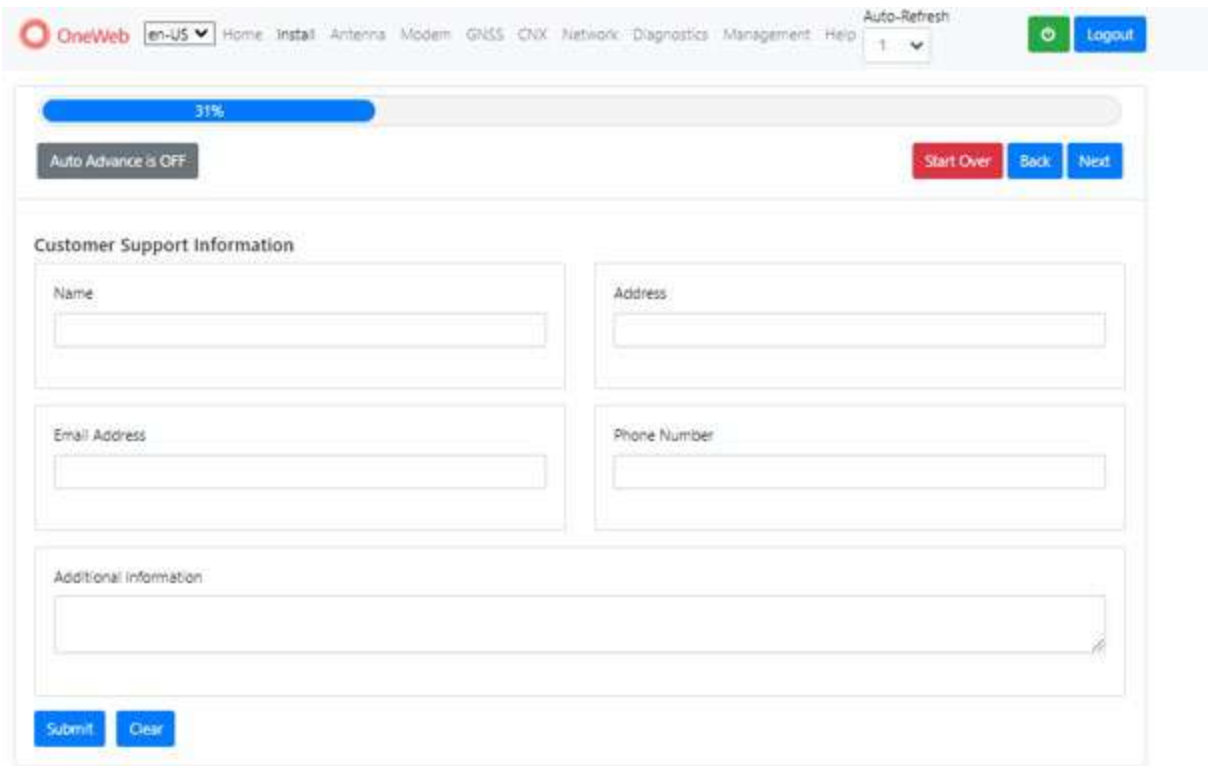 Auto-Refresh
OneWeb en-US Home Install Antenna Modem GNSS CNX Network Diagnostics Management Help 1 Logout
31%
Auto Advance is OFF Start Over Back Next
Customer Support Information
Name Address
Email Address Phone Number
Additional information
Submit Clear